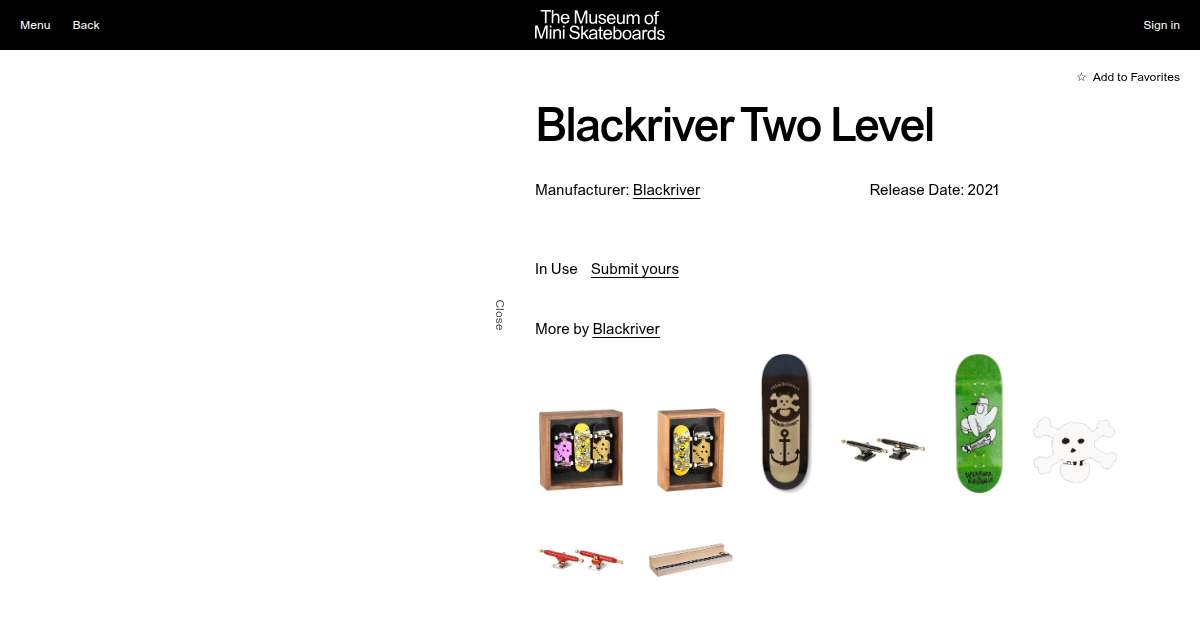 Menu
Back
The Museum of
Mini Skateboards
Sign in
☆ Add to Favorites
Blackriver Two Level
Manufacturer: Blackriver
Release Date: 2021
In Use Submit yours
Close
More by Blackriver